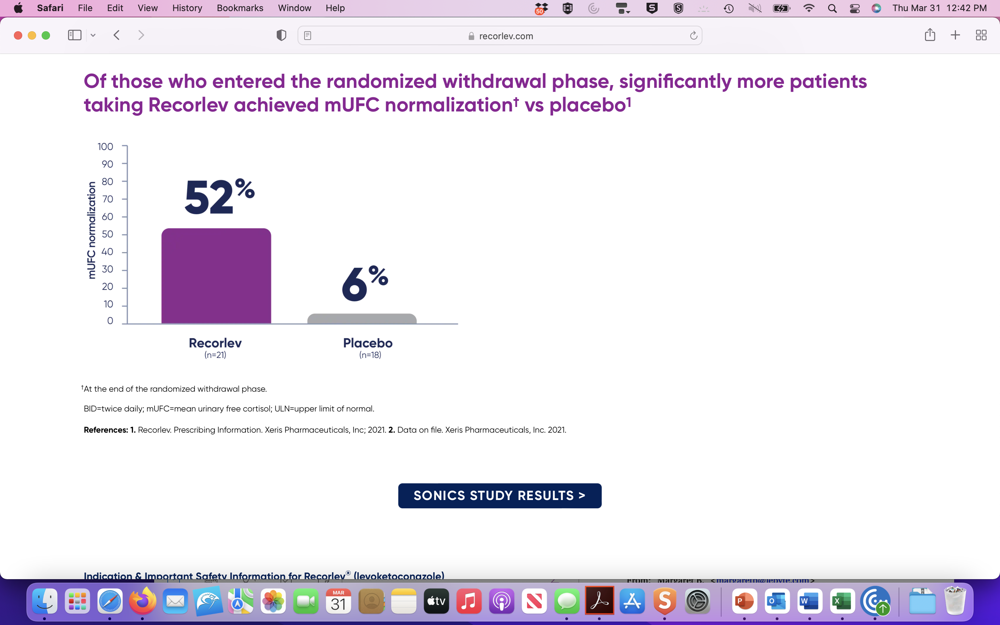 Safari File Edit View History Bookmarks Window Help 50 Thu Mar 31 12:42 PM
recorlev.com
Of those who entered the randomized withdrawal phase, significantly more patients
taking Recorlev achieved mUFC normalization† vs placebo1
mUFC normalization
100
90
80
70
60
50
40
30
20
10
0
52%
6%
Recorlev
(n=21)
Placebo
(n=18)
†At the end of the randomized withdrawal phase.
BID=twice daily; mUFC=mean urinary free cortisol; ULN=upper limit of normal.
References: 1. Recorlev. Prescribing Information. Xeris Pharmaceuticals, Inc; 2021. 2. Data on file. Xeris Pharmaceuticals, Inc. 2021.
SONICS STUDY RESULTS >
Indication & Important Safety Information for Recorlev® (levoketoconazole)
From: Margaret B.
MAR
31
tv
P
O
W
X